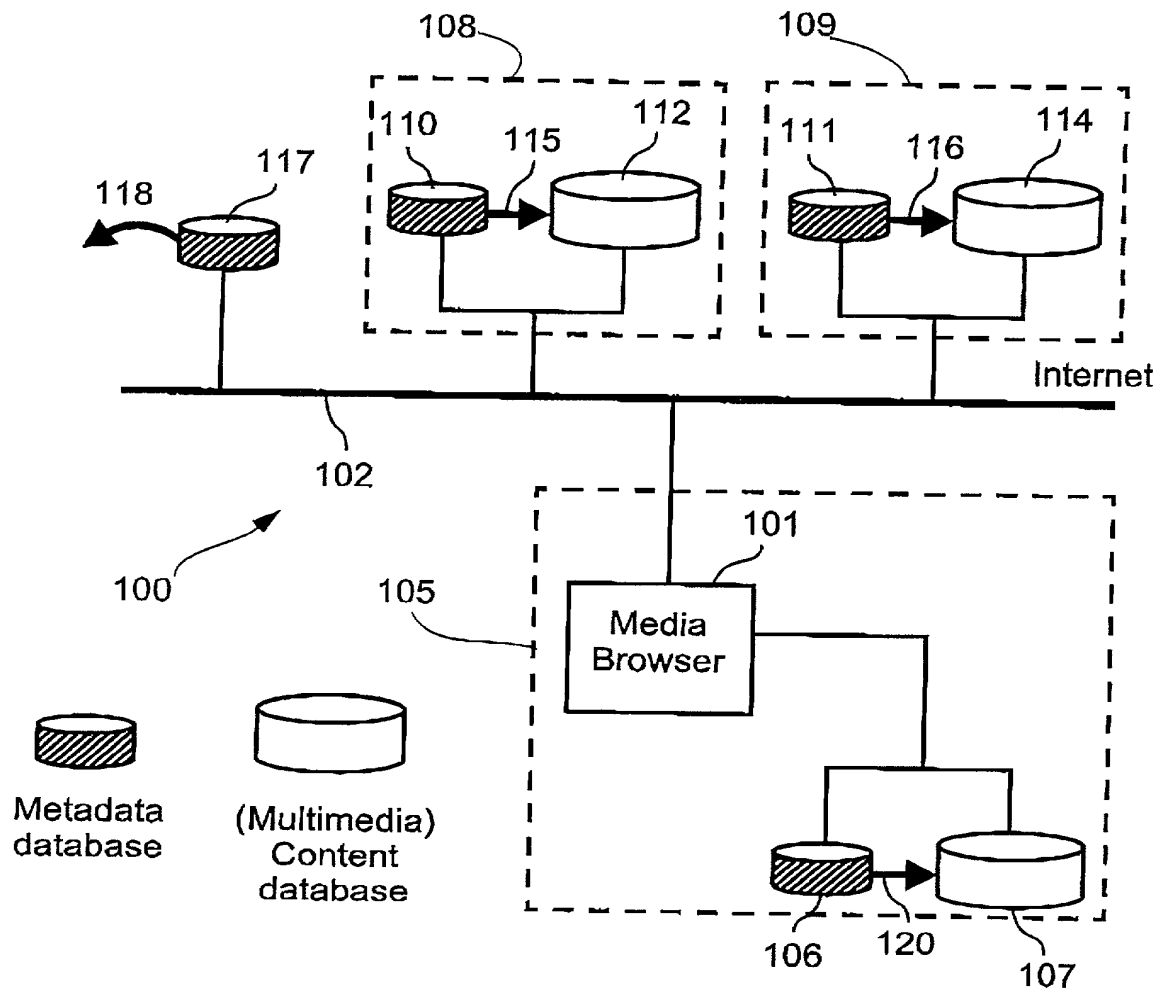 108
109
110
115
112
111
116
114
117
118
Internet
102
100
105
101
Media
Browser
Metadata
database
(Multimedia)
Content
database
106
120
107